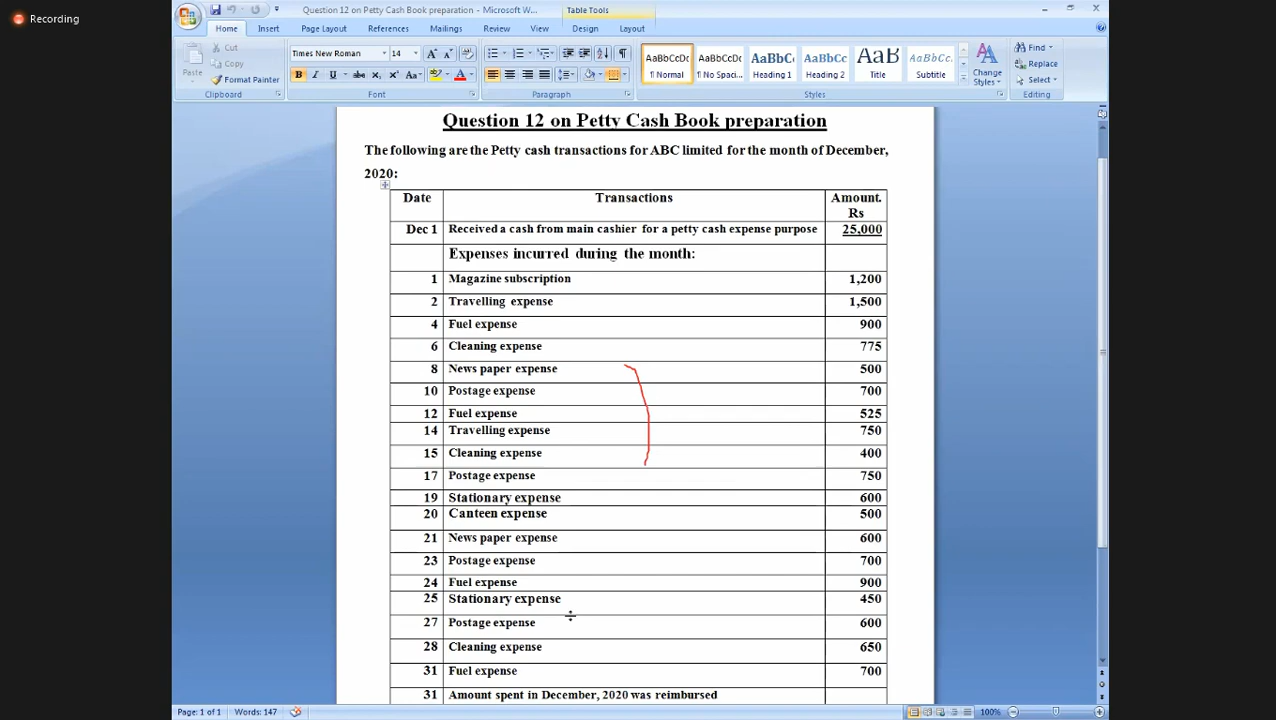 Recording
Question 12 on Petty Cash Book preparation - Microsoft W...
Table Tools
Home Insert Page Layout References Mailings Review View Design Layout
Paste
Cut
Copy
Format Painter
Clipboard
Times New Roman 14
Font
Paragraph
AaBbCcDc AaBbCcDc AaBbC AaBbCc AaB AaBbCc.
¶ Normal ¶ No Spaci... Heading 1 Heading 2 Title Subtitle
Change Styles
Styles
Find
Replace
Select
Editing
Question 12 on Petty Cash Book preparation
The following are the Petty cash transactions for ABC limited for the month of December,
2020:
Date Transactions Amount.
Rs
Dec 1 Received a cash from main cashier for a petty cash expense purpose 25,000
Expenses incurred during the month:
1 Magazine subscription 1,200
2 Travelling expense 1,500
4 Fuel expense 900
6 Cleaning expense 775
8 News paper expense 500
10 Postage expense 700
12 Fuel expense 525
14 Travelling expense 750
15 Cleaning expense 400
17 Postage expense 750
19 Stationary expense 600
20 Canteen expense 500
21 News paper expense 600
23 Postage expense 700
24 Fuel expense 900
25 Stationary expense 450
27 Postage expense 600
28 Cleaning expense 650
31 Fuel expense 700
31 Amount spent in December, 2020 was reimbursed
Page: 1 of 1 Words: 147 100%